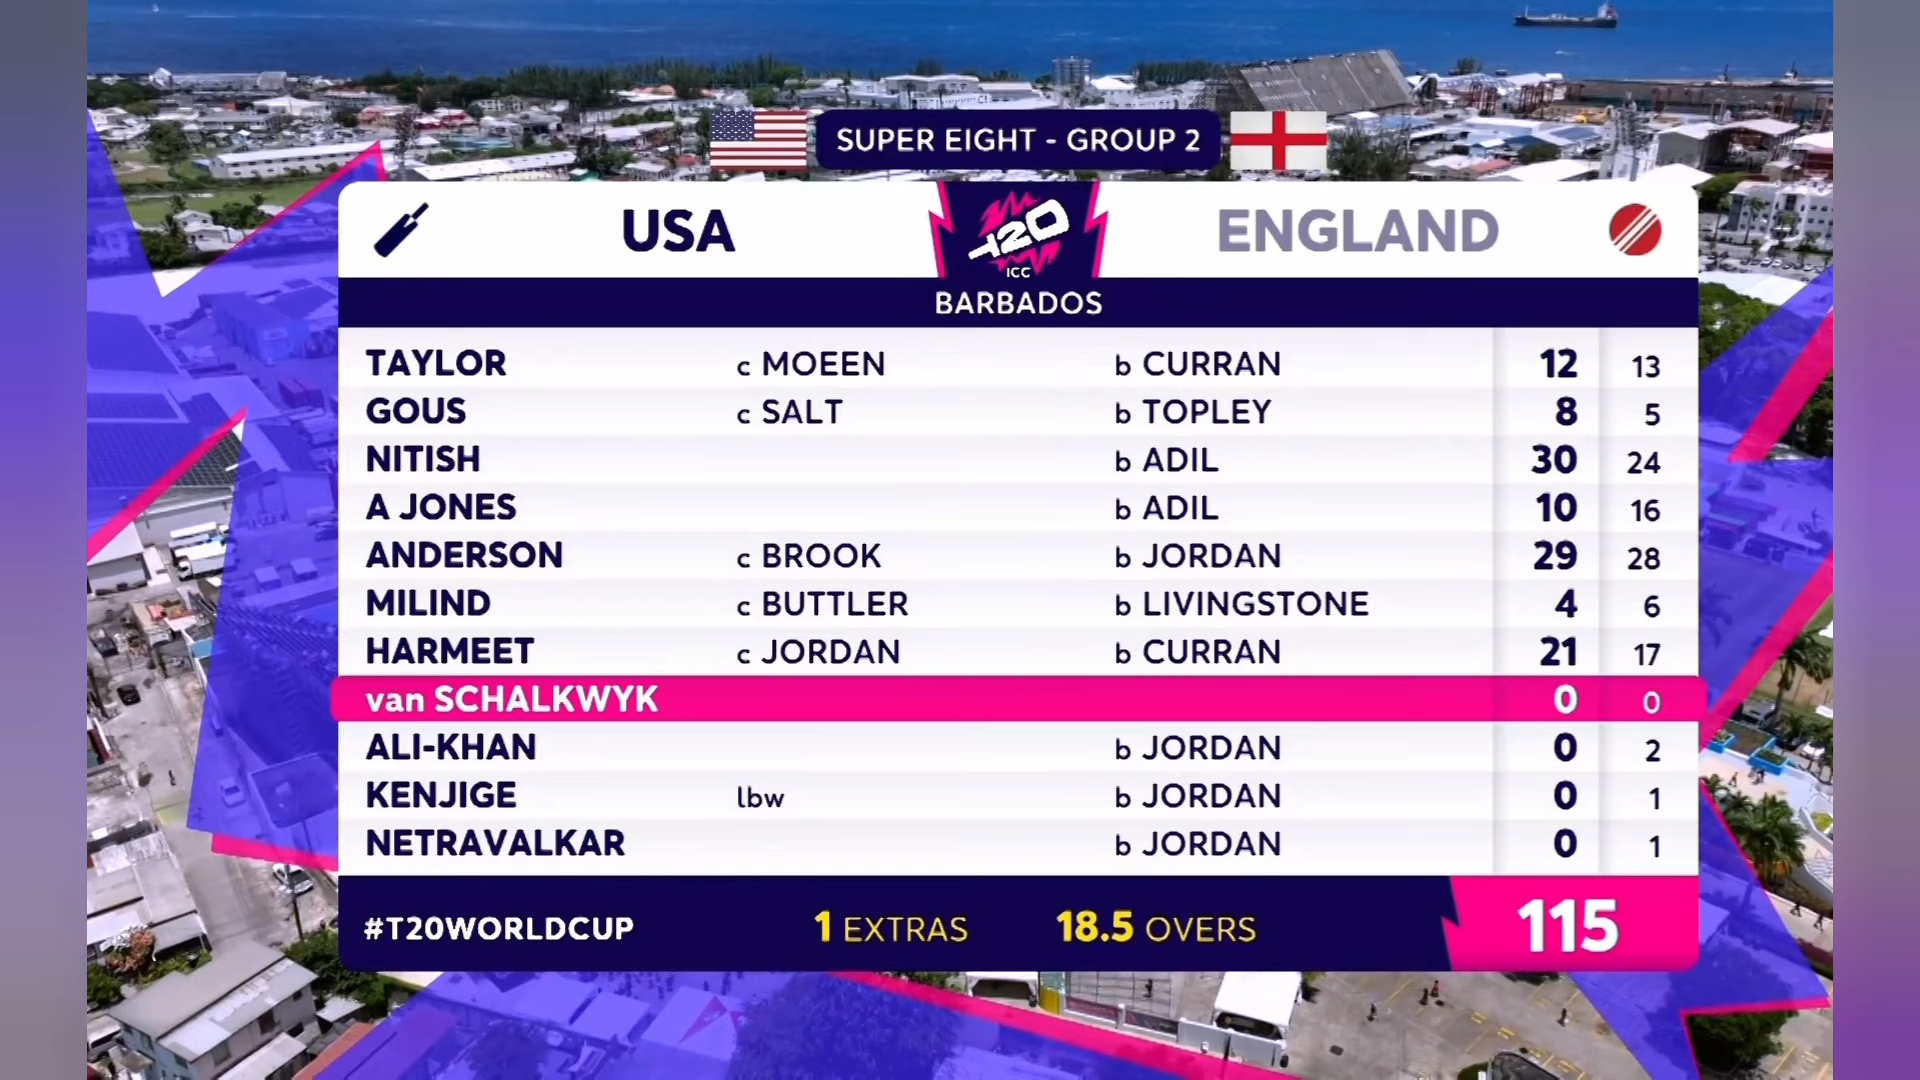 SUPER EIGHT - GROUP 2
USA T20 ENGLAND
ICC
BARBADOS
TAYLOR c MOEEN b CURRAN 12 13
GOUS c SALT b TOPLEY 8 5
NITISH b ADIL 30 24
A JONES b ADIL 10 16
ANDERSON c BROOK b JORDAN 29 28
MILIND c BUTTLER b LIVINGSTONE 4 6
HARMEET c JORDAN b CURRAN 21 17
van SCHALKWYK 0 0
ALI-KHAN b JORDAN 0 2
KENJIGE lbw b JORDAN 0 1
NETRAVALKAR b JORDAN 0 1
#T20WORLDCUP 1 EXTRAS 18.5 OVERS 115